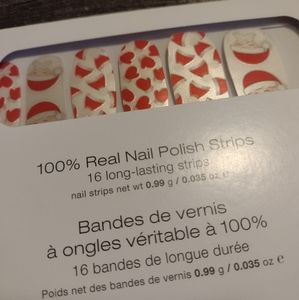 100% Real Nail Polish Strips
16 long-lasting strips
nail strips net wt 0.99 g / 0.035 oz ℮
Bandes de vernis
à ongles véritable à 100%
16 bandes de longue durée
Poids net des bandes de vernis 0.99 g / 0.035 oz ℮